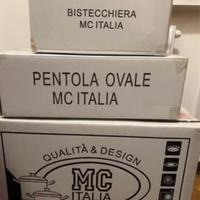 BISTECCHIERA
MC ITALIA
PENTOLA OVALE
MC ITALIA
QUALITÀ & DESIGN
MC
ITALIA